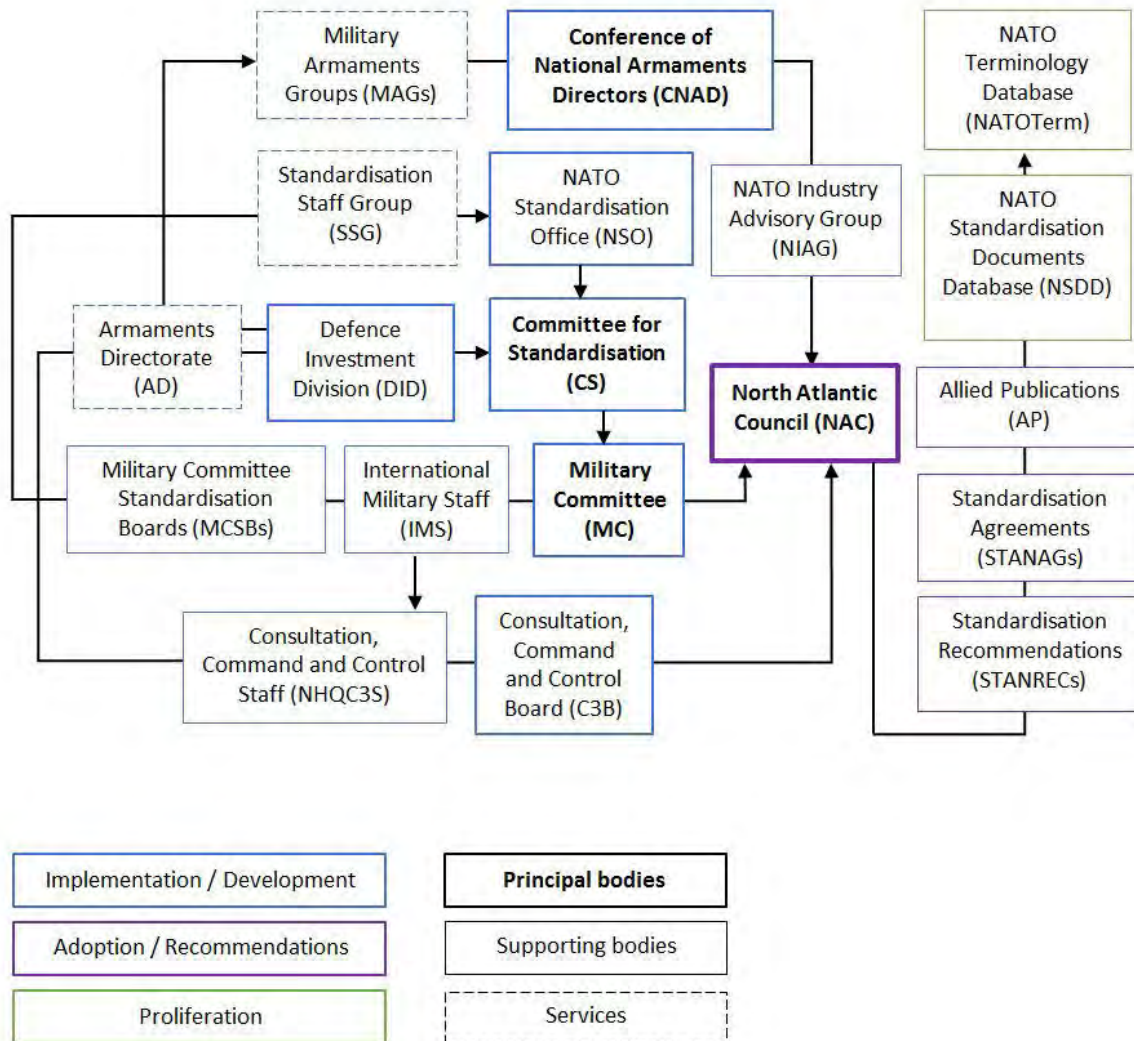 Military
Armaments
Groups (MAGs)
Conference of
National Armaments
Directors (CNAD)
NATO
Terminology
Database
(NATOTerm)
Standardisation
Staff Group
(SSG)
NATO
Standardisation
Office (NSO)
NATO Industry
Advisory Group
(NIAG)
NATO
Standardisation
Documents
Database (NSDD)
Armaments
Directorate
(AD)
Defence
Investment
Division (DID)
Committee for
Standardisation
(CS)
North Atlantic
Council (NAC)
Allied Publications
(AP)
Military Committee
Standardisation
Boards (MCSBs)
International
Military Staff
(IMS)
Military
Committee
(MC)
Standardisation
Agreements
(STANAGs)
Consultation,
Command and Control
Staff (NHQC3S)
Consultation,
Command
and Control
Board (C3B)
Standardisation
Recommendations
(STANRECs)
Implementation / Development
Principal bodies
Adoption / Recommendations
Supporting bodies
Proliferation
Services